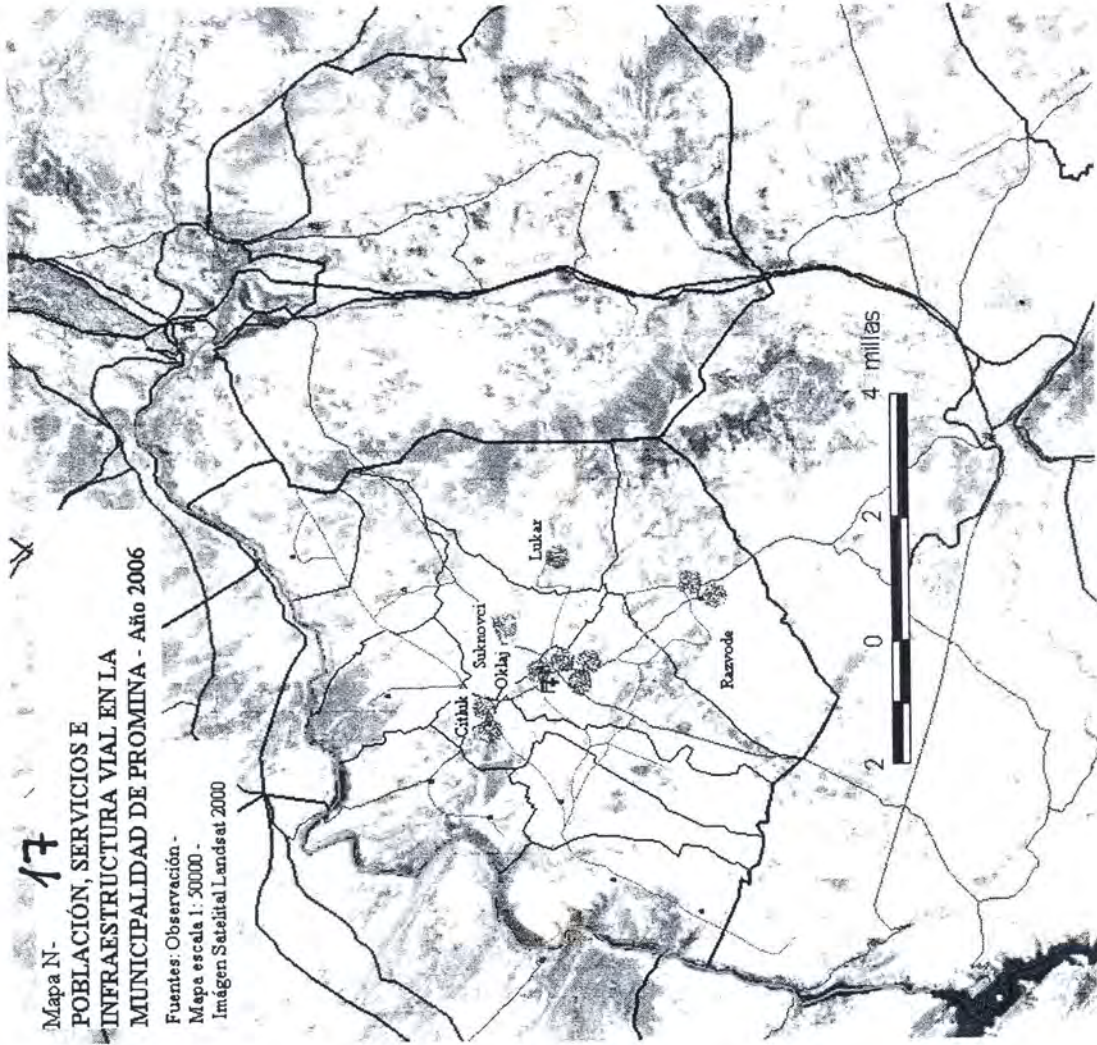 Mapa N- 17
POBLACIÓN, SERVICIOS E
INFRAESTRUCTURA VIAL EN LA
MUNICIPALIDAD DE PROMINA - Año 2006
Fuentes: Observación-
Mapa escala 1: 50000 -
Imágen Satelital Landsat 2000
Citluk
Suknovci
Oklaj
Lukar
Razvode
2 0 2 4 millas